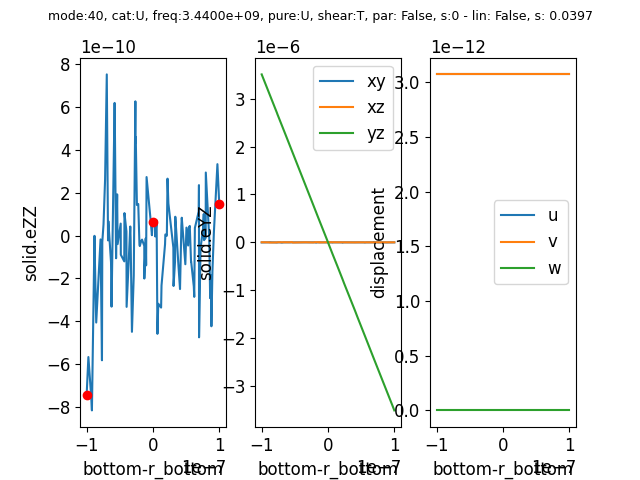 mode:40, cat:U, freq:3.4400e+09, pure:U, shear:T, par: False, s:0 - lin: False, s: 0.0397
1e−10
1e−6
1e−12
8
6
4
2
0
−2
−4
−6
−8
solid.eZZ
−1
0
1
1e−7
bottom-r_bottom
3
2
1
0
−1
−2
−3
solid.eYZ
xy
xz
yz
−1
0
1
1e−7
bottom-r_bottom
3.0
2.5
2.0
1.5
1.0
0.5
0.0
displacement
u
v
w
−1
0
1
1e−7
bottom-r_bottom